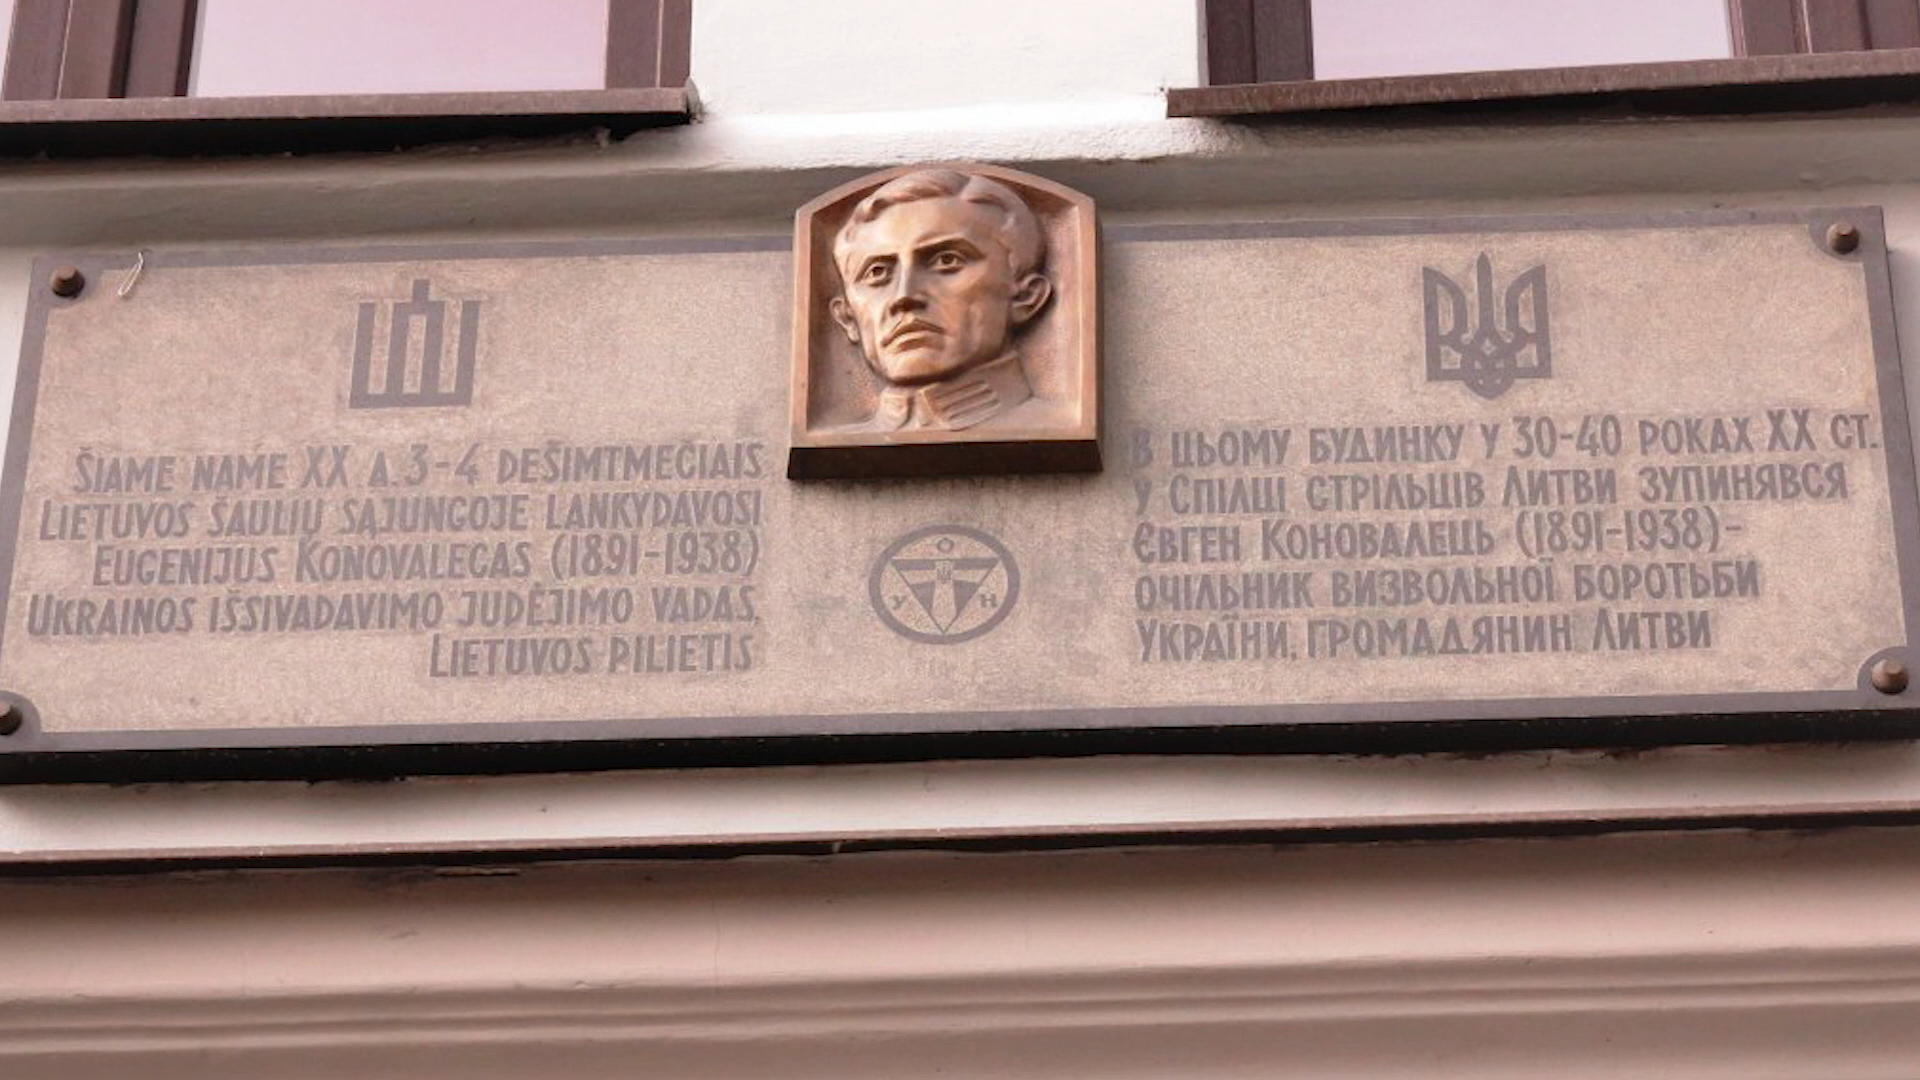 ŠIAME NAME XX A. 3-4 DEŠIMTMEČIAIS
LIETUVOS ŠAULIŲ SĄJUNGOJE LANKYDAVOSI
EUGENIJUS KONOVALECAS (1891-1938)
UKRAINOS IŠSIVADAVIMO JUDĖJIMO VADAS,
LIETUVOS PILIETIS
О
У Н
В ЦЬОМУ БУДИНКУ У 30-40 РОКАХ XX СТ.
У СПІЛЦІ СТРІЛЬЦІВ ЛИТВИ ЗУПИНЯВСЯ
ЄВГЕН КОНОВАЛЕЦЬ (1891-1938)-
ОЧІЛЬНИК ВИЗВОЛЬНОЇ БОРОТЬБИ
УКРАЇНИ, ГРОМАДЯНИН ЛИТВИ